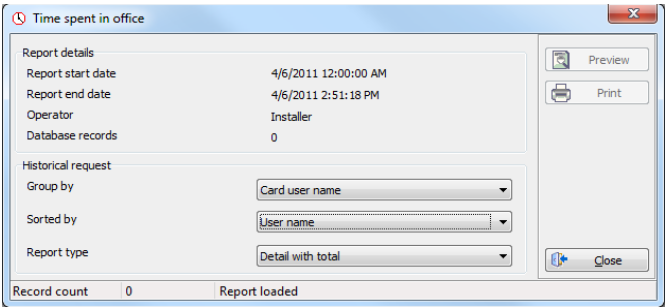 Time spent in office
Report details
Report start date 4/6/2011 12:00:00 AM
Report end date 4/6/2011 2:51:18 PM
Operator Installer
Database records 0
Historical request
Group by Card user name
Sorted by User name
Report type Detail with total
Preview
Print
Close
Record count 0 Report loaded